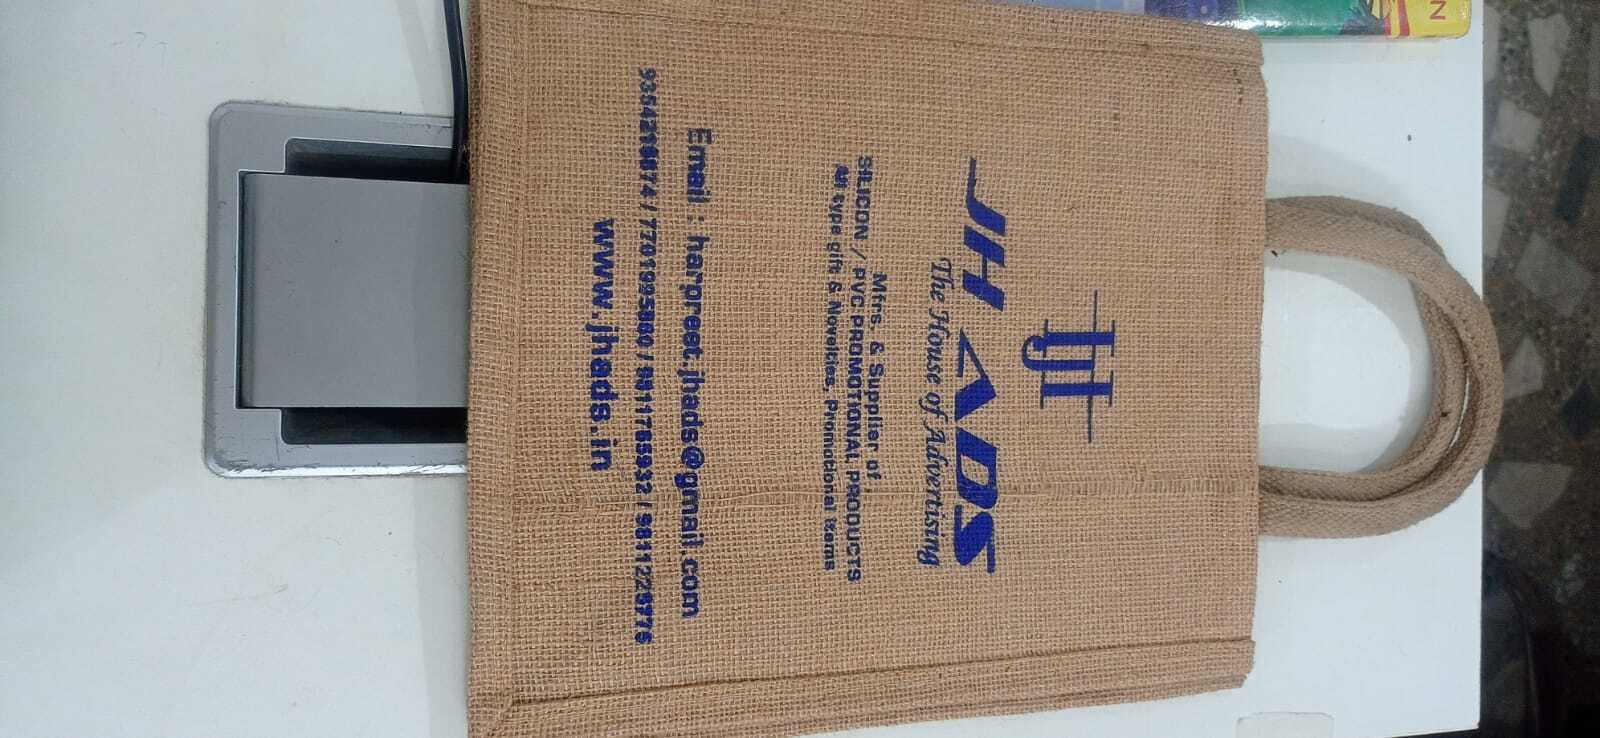 JH
JH ADS
The House of Advertising
Mfrs. & Supplier of
SILICON / PVC PROMOTIONAL PRODUCTS
All type gift & Novelties, Promotional Items
Email : harpreet.jhads@gmail.com
www.jhads.in
N